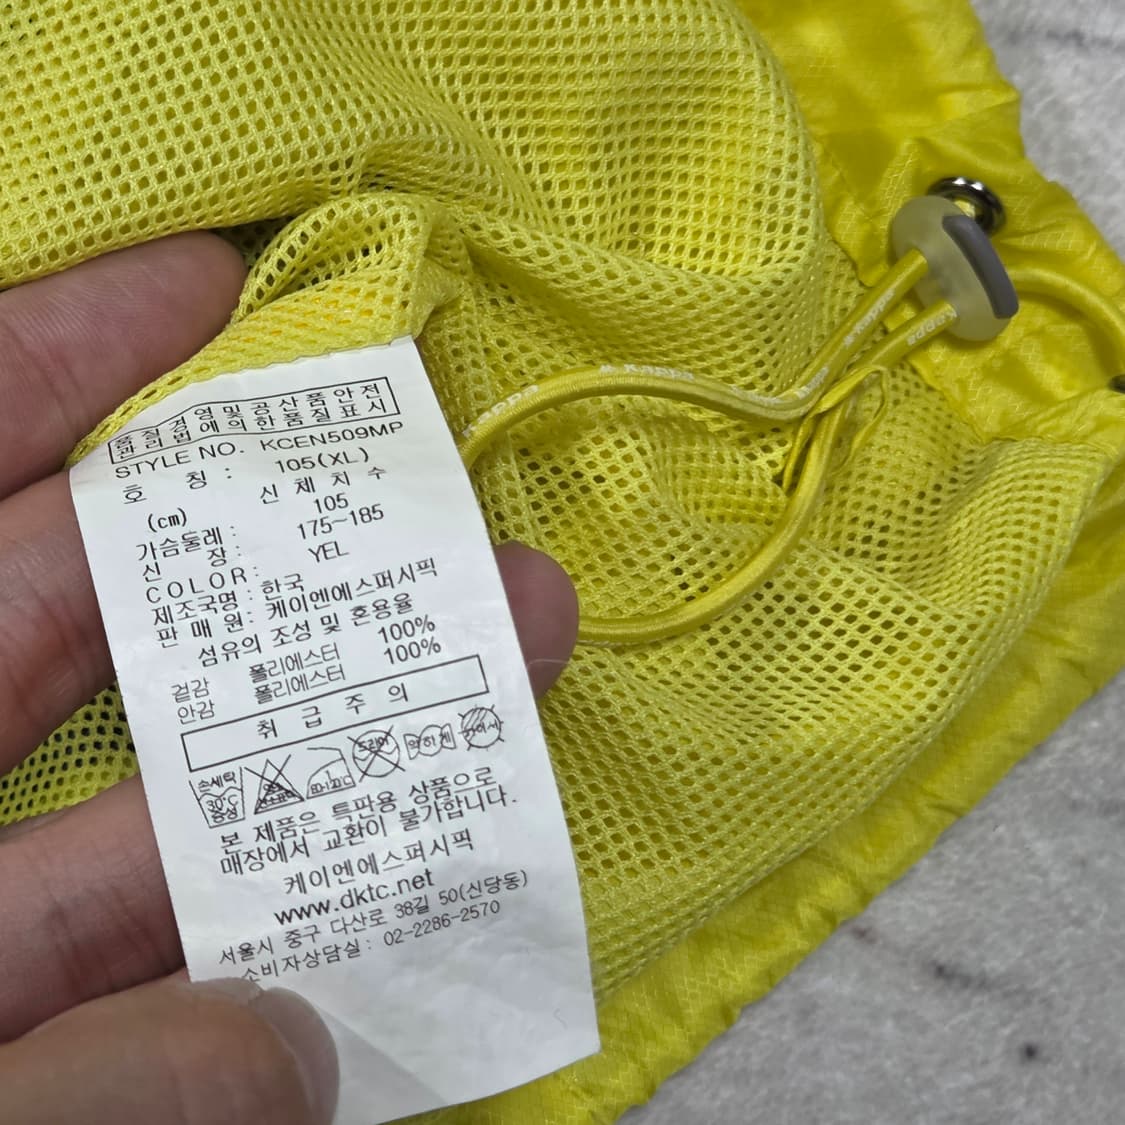 품질경영 및 공산품안전
관리법에의한 품질표시
STYLE NO. KCEN509MP
호 칭 : 105(XL)
신 체 치 수
(cm)
가슴둘레 : 105
신 장 : 175~185
COLOR: YEL
제조국명 : 한국
판 매 원 : 케이엔에스퍼시픽
섬유의 조성 및 혼용율
겉감 폴리에스터 100%
안감 폴리에스터 100%
취 급 주 의
손세탁
30°C
중성
드라이
약하게
본 제품은 특판용 상품으로
매장에서 교환이 불가합니다.
케이엔에스퍼시픽
www.dktc.net
서울시 중구 다산로 38길 50(신당동)
소비자상담실 : 02-2286-2570
Kappa
Kappa